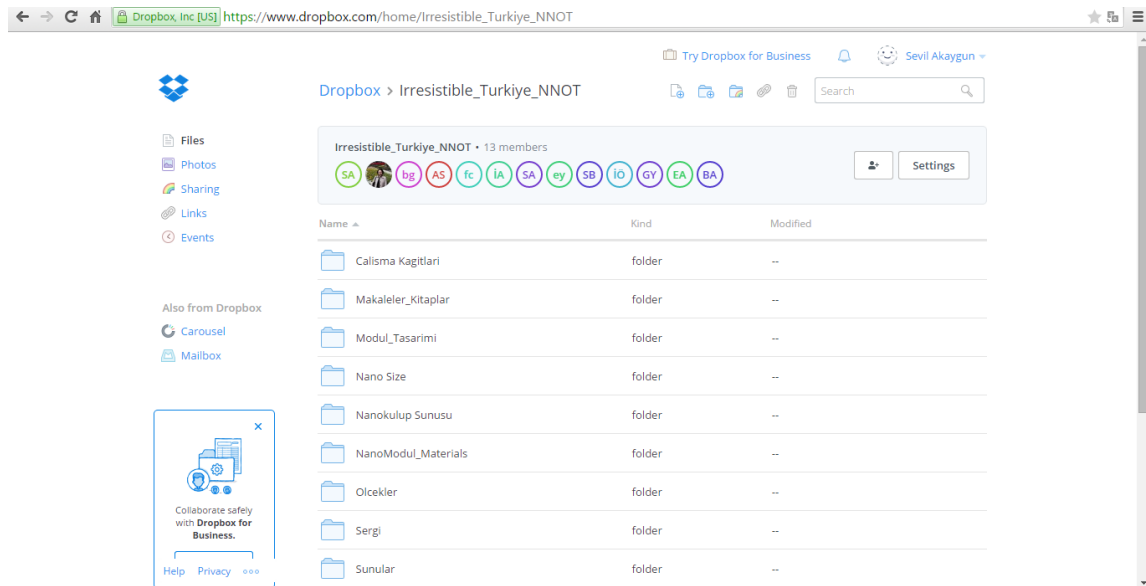 Dropbox, Inc [US] https://www.dropbox.com/home/Irresistible_Turkiye_NNOT
Try Dropbox for Business Sevil Akaygun
Dropbox > Irresistible_Turkiye_NNOT Search
Files
Photos
Sharing
Links
Events
Also from Dropbox
Carousel
Mailbox
Collaborate safely
with Dropbox for
Business.
Help Privacy
Irresistible_Turkiye_NNOT • 13 members
SA bg AS fc İA SA ey SB İÖ GY EA BA
Settings
Name Kind Modified
Calisma Kagitlari folder --
Makaleler_Kitaplar folder --
Modul_Tasarimi folder --
Nano Size folder --
Nanokulup Sunusu folder --
NanoModul_Materials folder --
Olcekler folder --
Sergi folder --
Sunular folder --